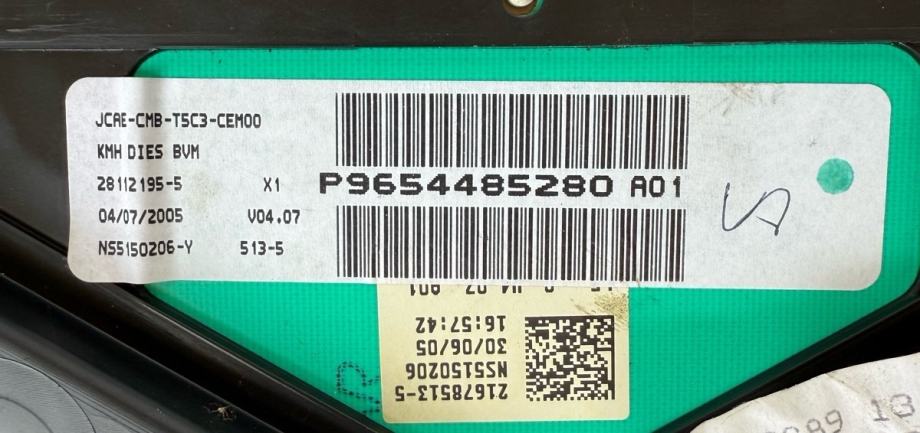 JCAE-CMB-T5C3-CEM00
KMH DIES BVM
28112195-5 X1
04/07/2005 V04.07
NS5150206-Y 513-5
P9654485280 A01
21678513-5
NS5150206
30/06/05
16:57:42